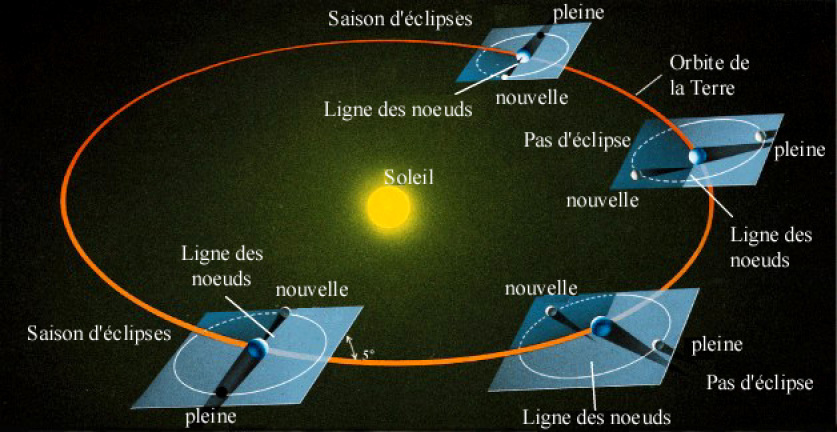 Saison d'éclipses
pleine
Orbite de
la Terre
nouvelle
Ligne des noeuds
Pas d'éclipse
pleine
Soleil
nouvelle
Ligne des
noeuds
Ligne des
noeuds
nouvelle
nouvelle
Saison d'éclipses
5°
pleine
Pas d'éclipse
pleine
Ligne des noeuds